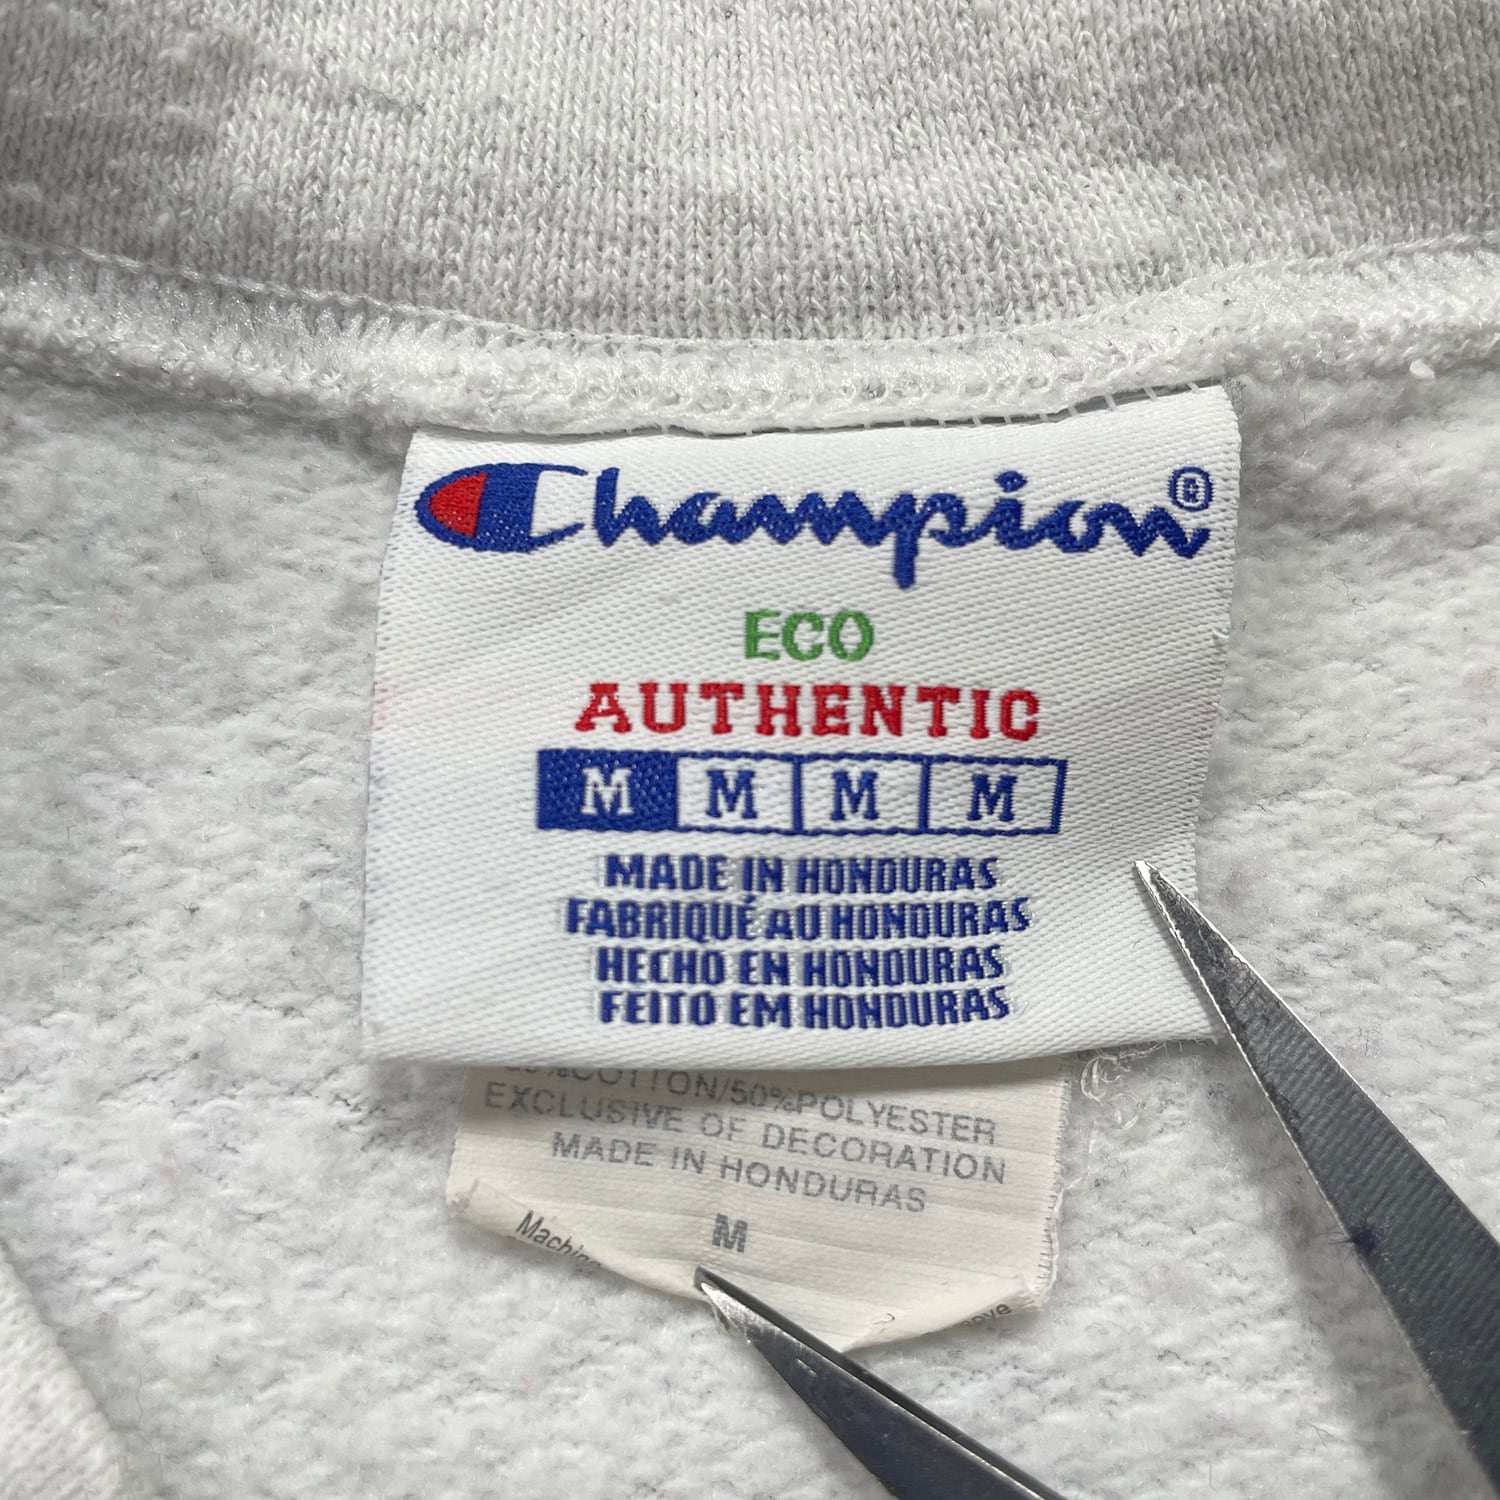 Champion®
ECO
AUTHENTIC
M M M M
MADE IN HONDURAS
FABRIQUÉ AU HONDURAS
HECHO EN HONDURAS
FEITO EM HONDURAS
COTTON/50%POLYESTER
EXCLUSIVE OF DECORATION
MADE IN HONDURAS
M